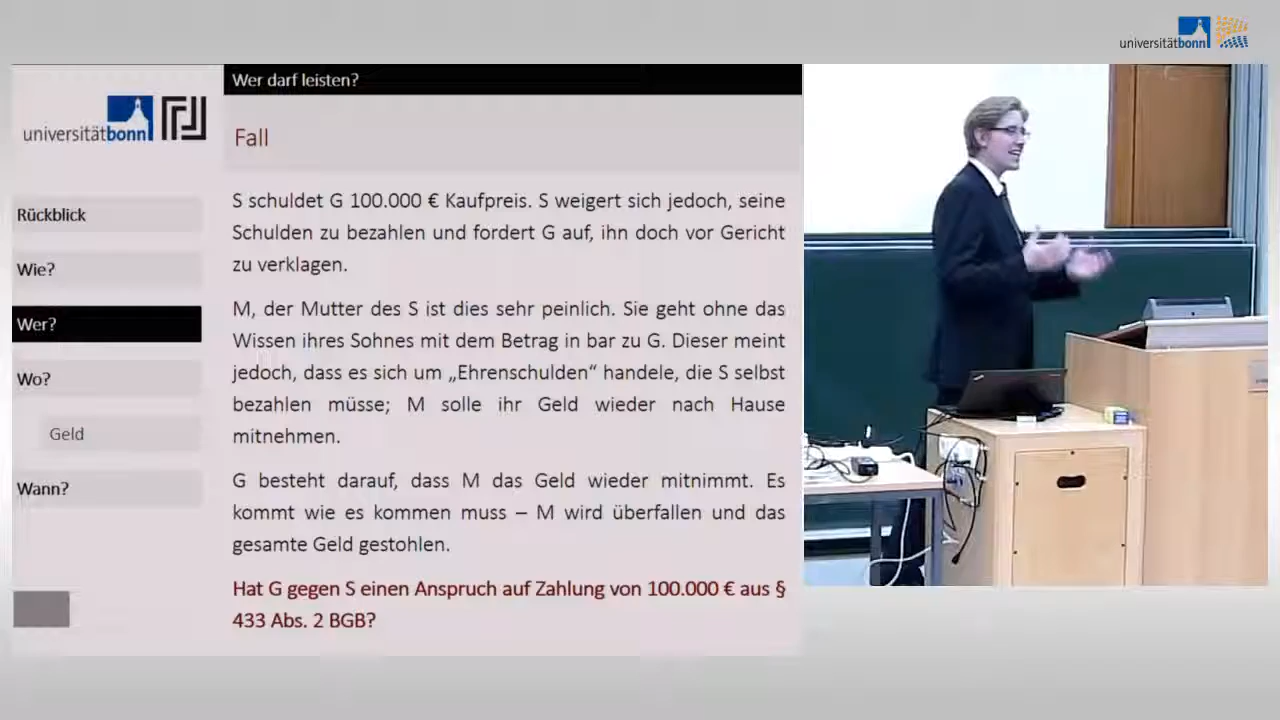 universitätbonn
Wer darf leisten?
universitätbonn
Fall
Rückblick
Wie?
Wer?
Wo?
Geld
Wann?
S schuldet G 100.000 € Kaufpreis. S weigert sich jedoch, seine
Schulden zu bezahlen und fordert G auf, ihn doch vor Gericht
zu verklagen.
M, der Mutter des S ist dies sehr peinlich. Sie geht ohne das
Wissen ihres Sohnes mit dem Betrag in bar zu G. Dieser meint
jedoch, dass es sich um „Ehrenschulden“ handele, die S selbst
bezahlen müsse; M solle ihr Geld wieder nach Hause
mitnehmen.
G besteht darauf, dass M das Geld wieder mitnimmt. Es
kommt wie es kommen muss – M wird überfallen und das
gesamte Geld gestohlen.
Hat G gegen S einen Anspruch auf Zahlung von 100.000 € aus §
433 Abs. 2 BGB?